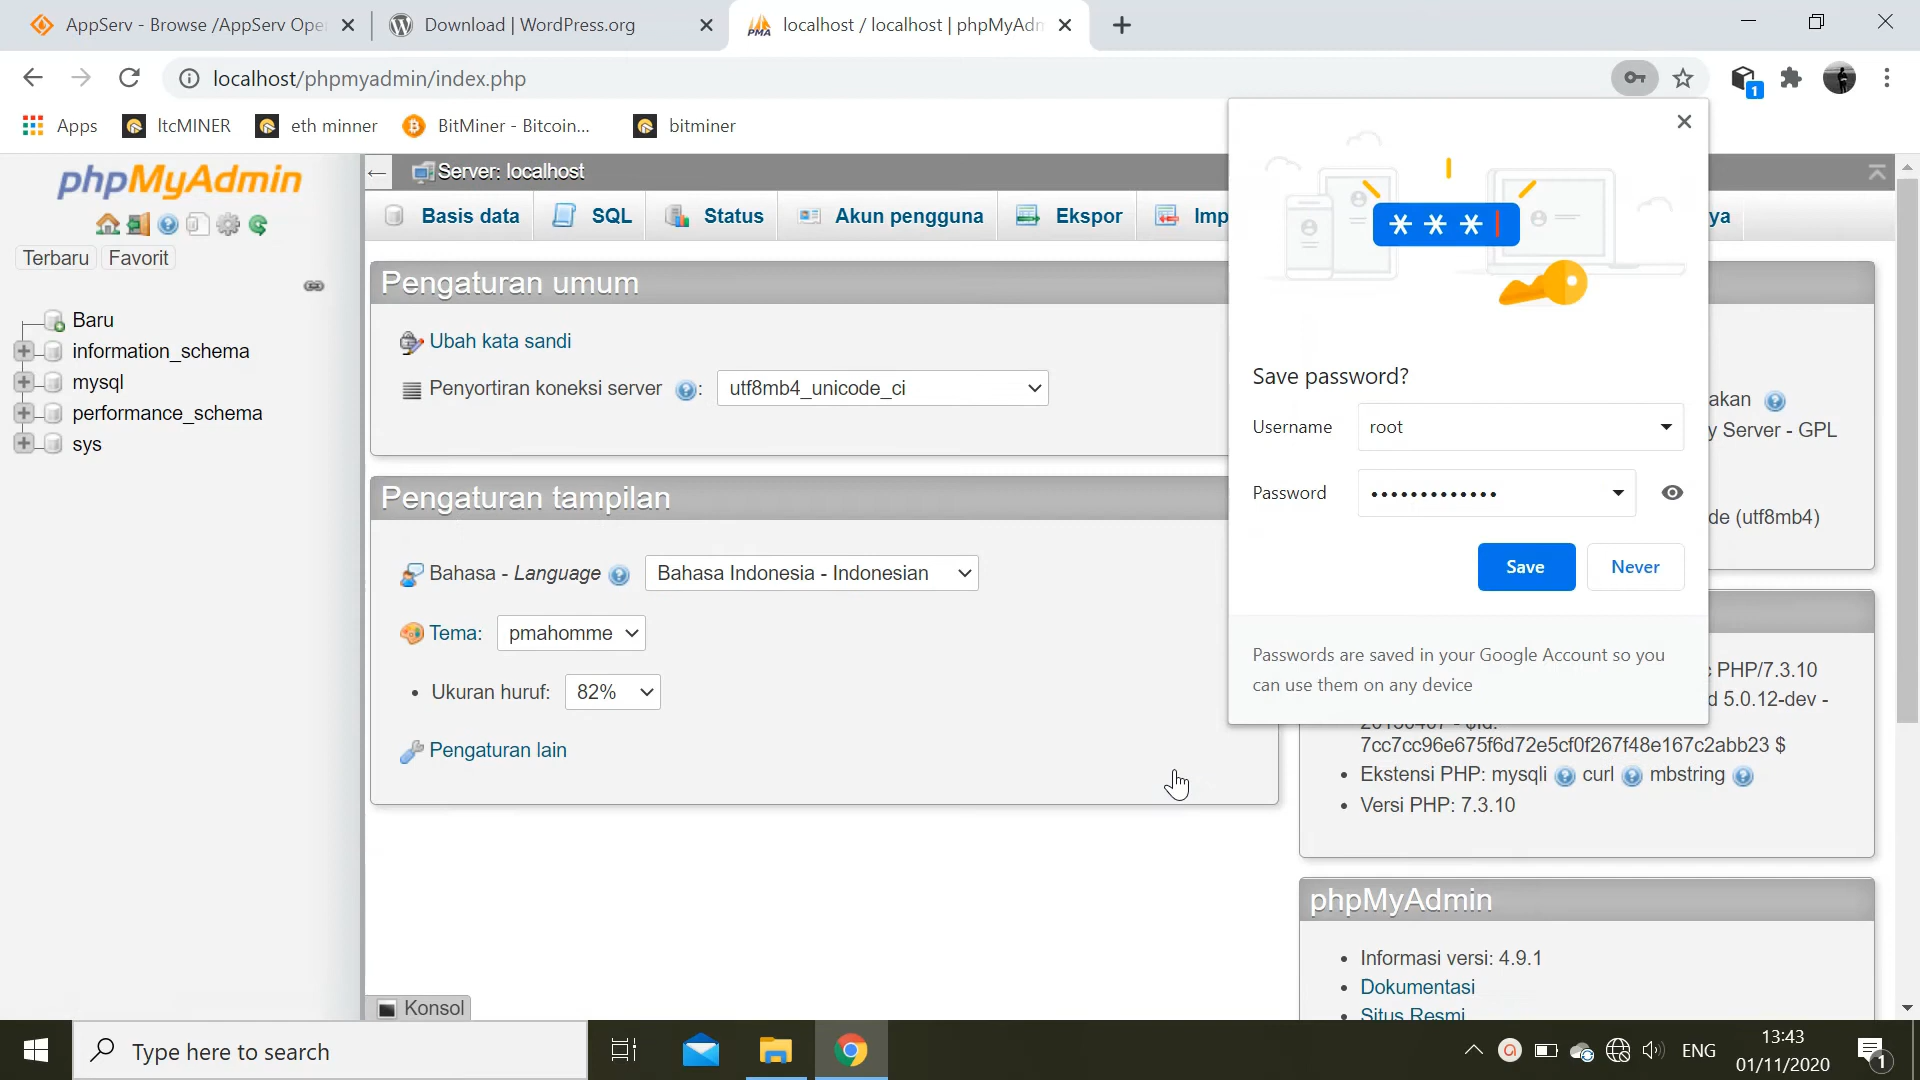 AppServ - Browse /AppServ Ope
Download | WordPress.org
localhost / localhost | phpMyAdm
localhost/phpmyadmin/index.php
1
Apps
ltcMINER
eth minner
BitMiner - Bitcoin...
bitminer
phpMyAdmin
Server: localhost
Basis data
SQL
Status
Akun pengguna
Ekspor
Imp
ya
Terbaru
Favorit
Baru
information_schema
mysql
performance_schema
sys
Pengaturan umum
Ubah kata sandi
Penyortiran koneksi server :
utf8mb4_unicode_ci
Pengaturan tampilan
Bahasa - Language
Bahasa Indonesia - Indonesian
Tema:
pmahomme
• Ukuran huruf:
82%
Pengaturan lain
* * * |
Save password?
Username
root
Password
•••••••••••••
Save
Never
Passwords are saved in your Google Account so you
can use them on any device
akan
y Server - GPL
de (utf8mb4)
PHP/7.3.10
d 5.0.12-dev -
7cc7cc96e675f6d72e5cf0f267f48e167c2abb23 $
• Ekstensi PHP: mysqli curl mbstring
• Versi PHP: 7.3.10
phpMyAdmin
• Informasi versi: 4.9.1
• Dokumentasi
• Situs Resmi
Konsol
Type here to search
ENG
13:43
01/11/2020
1